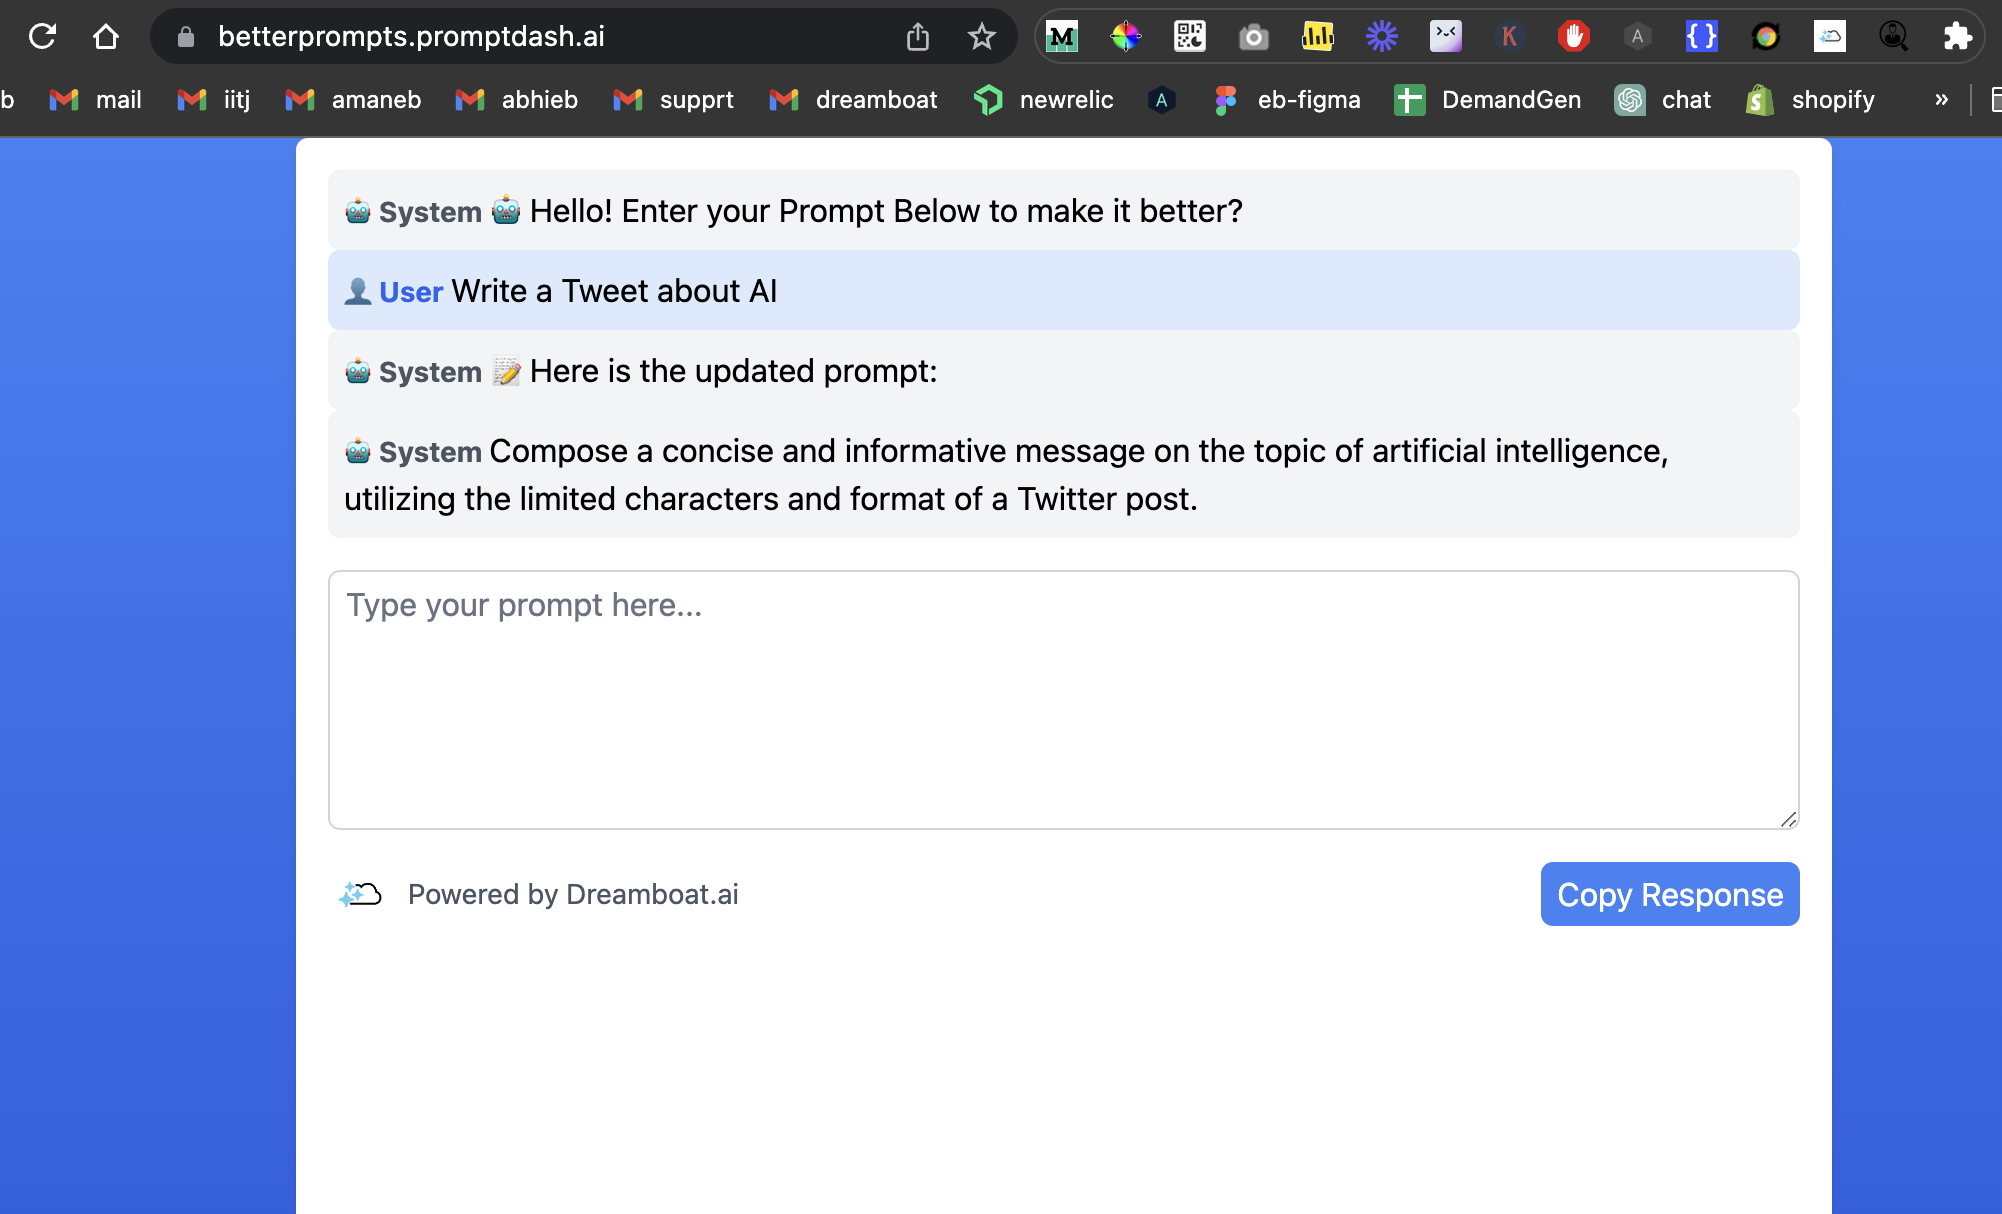 betterprompts.promptdash.ai
b mail iitj amaneb abhieb supprt dreamboat newrelic A eb-figma DemandGen chat shopify »
System Hello! Enter your Prompt Below to make it better?
User Write a Tweet about AI
System Here is the updated prompt:
System Compose a concise and informative message on the topic of artificial intelligence,
utilizing the limited characters and format of a Twitter post.
Type your prompt here...
Powered by Dreamboat.ai
Copy Response